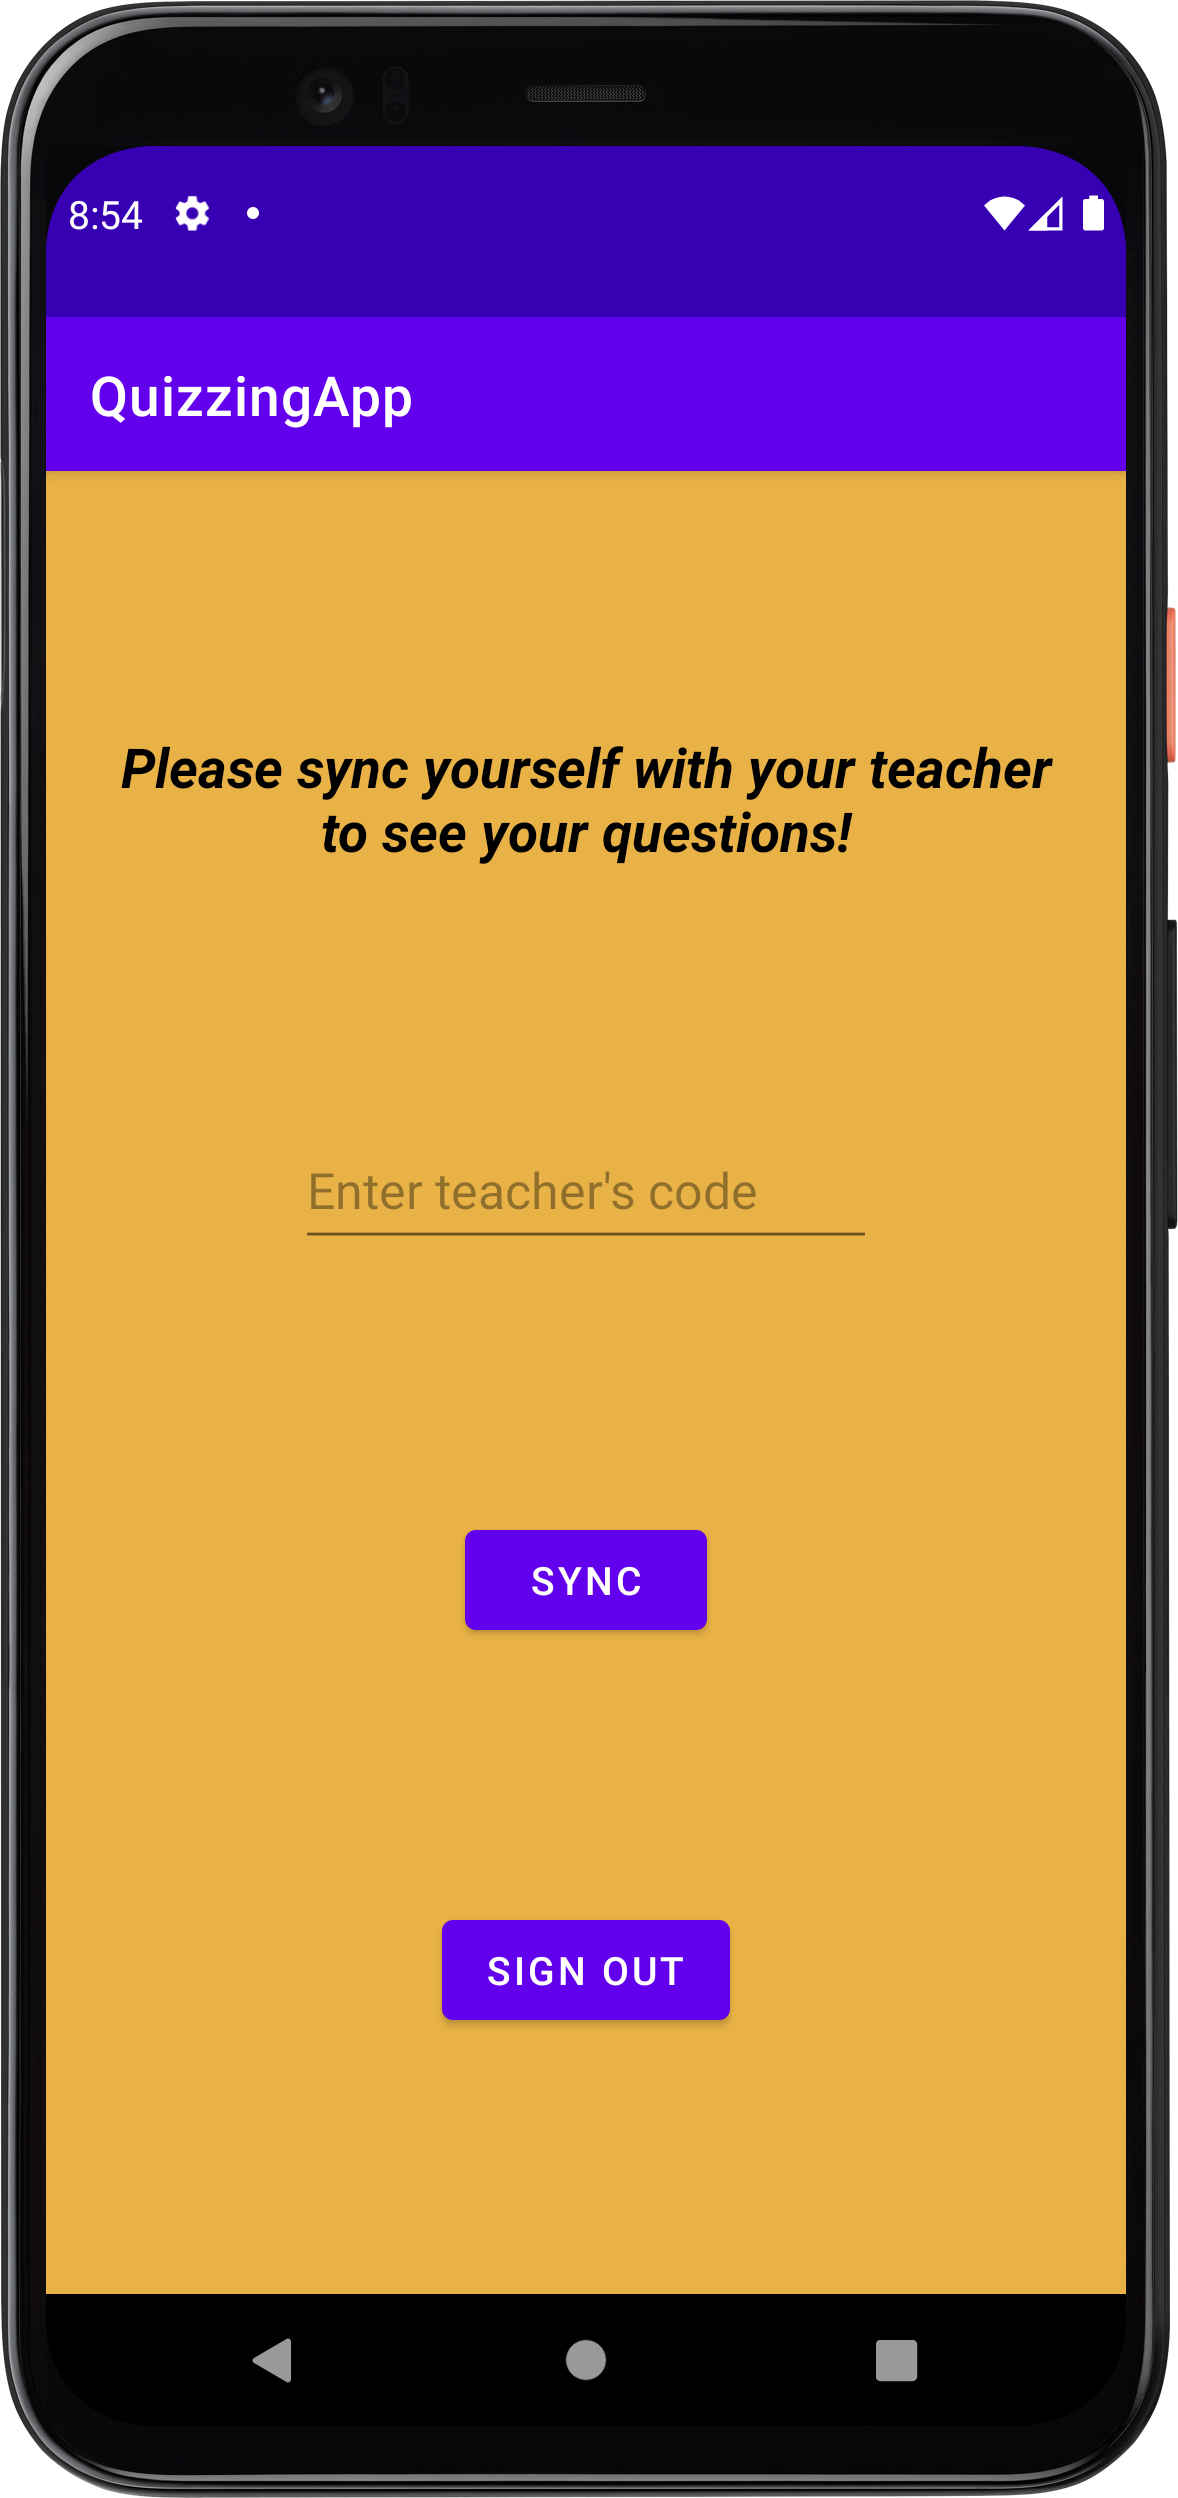 8:54
QuizzingApp
Please sync yourself with your teacher
to see your questions!
Enter teacher's code
SYNC
SIGN OUT